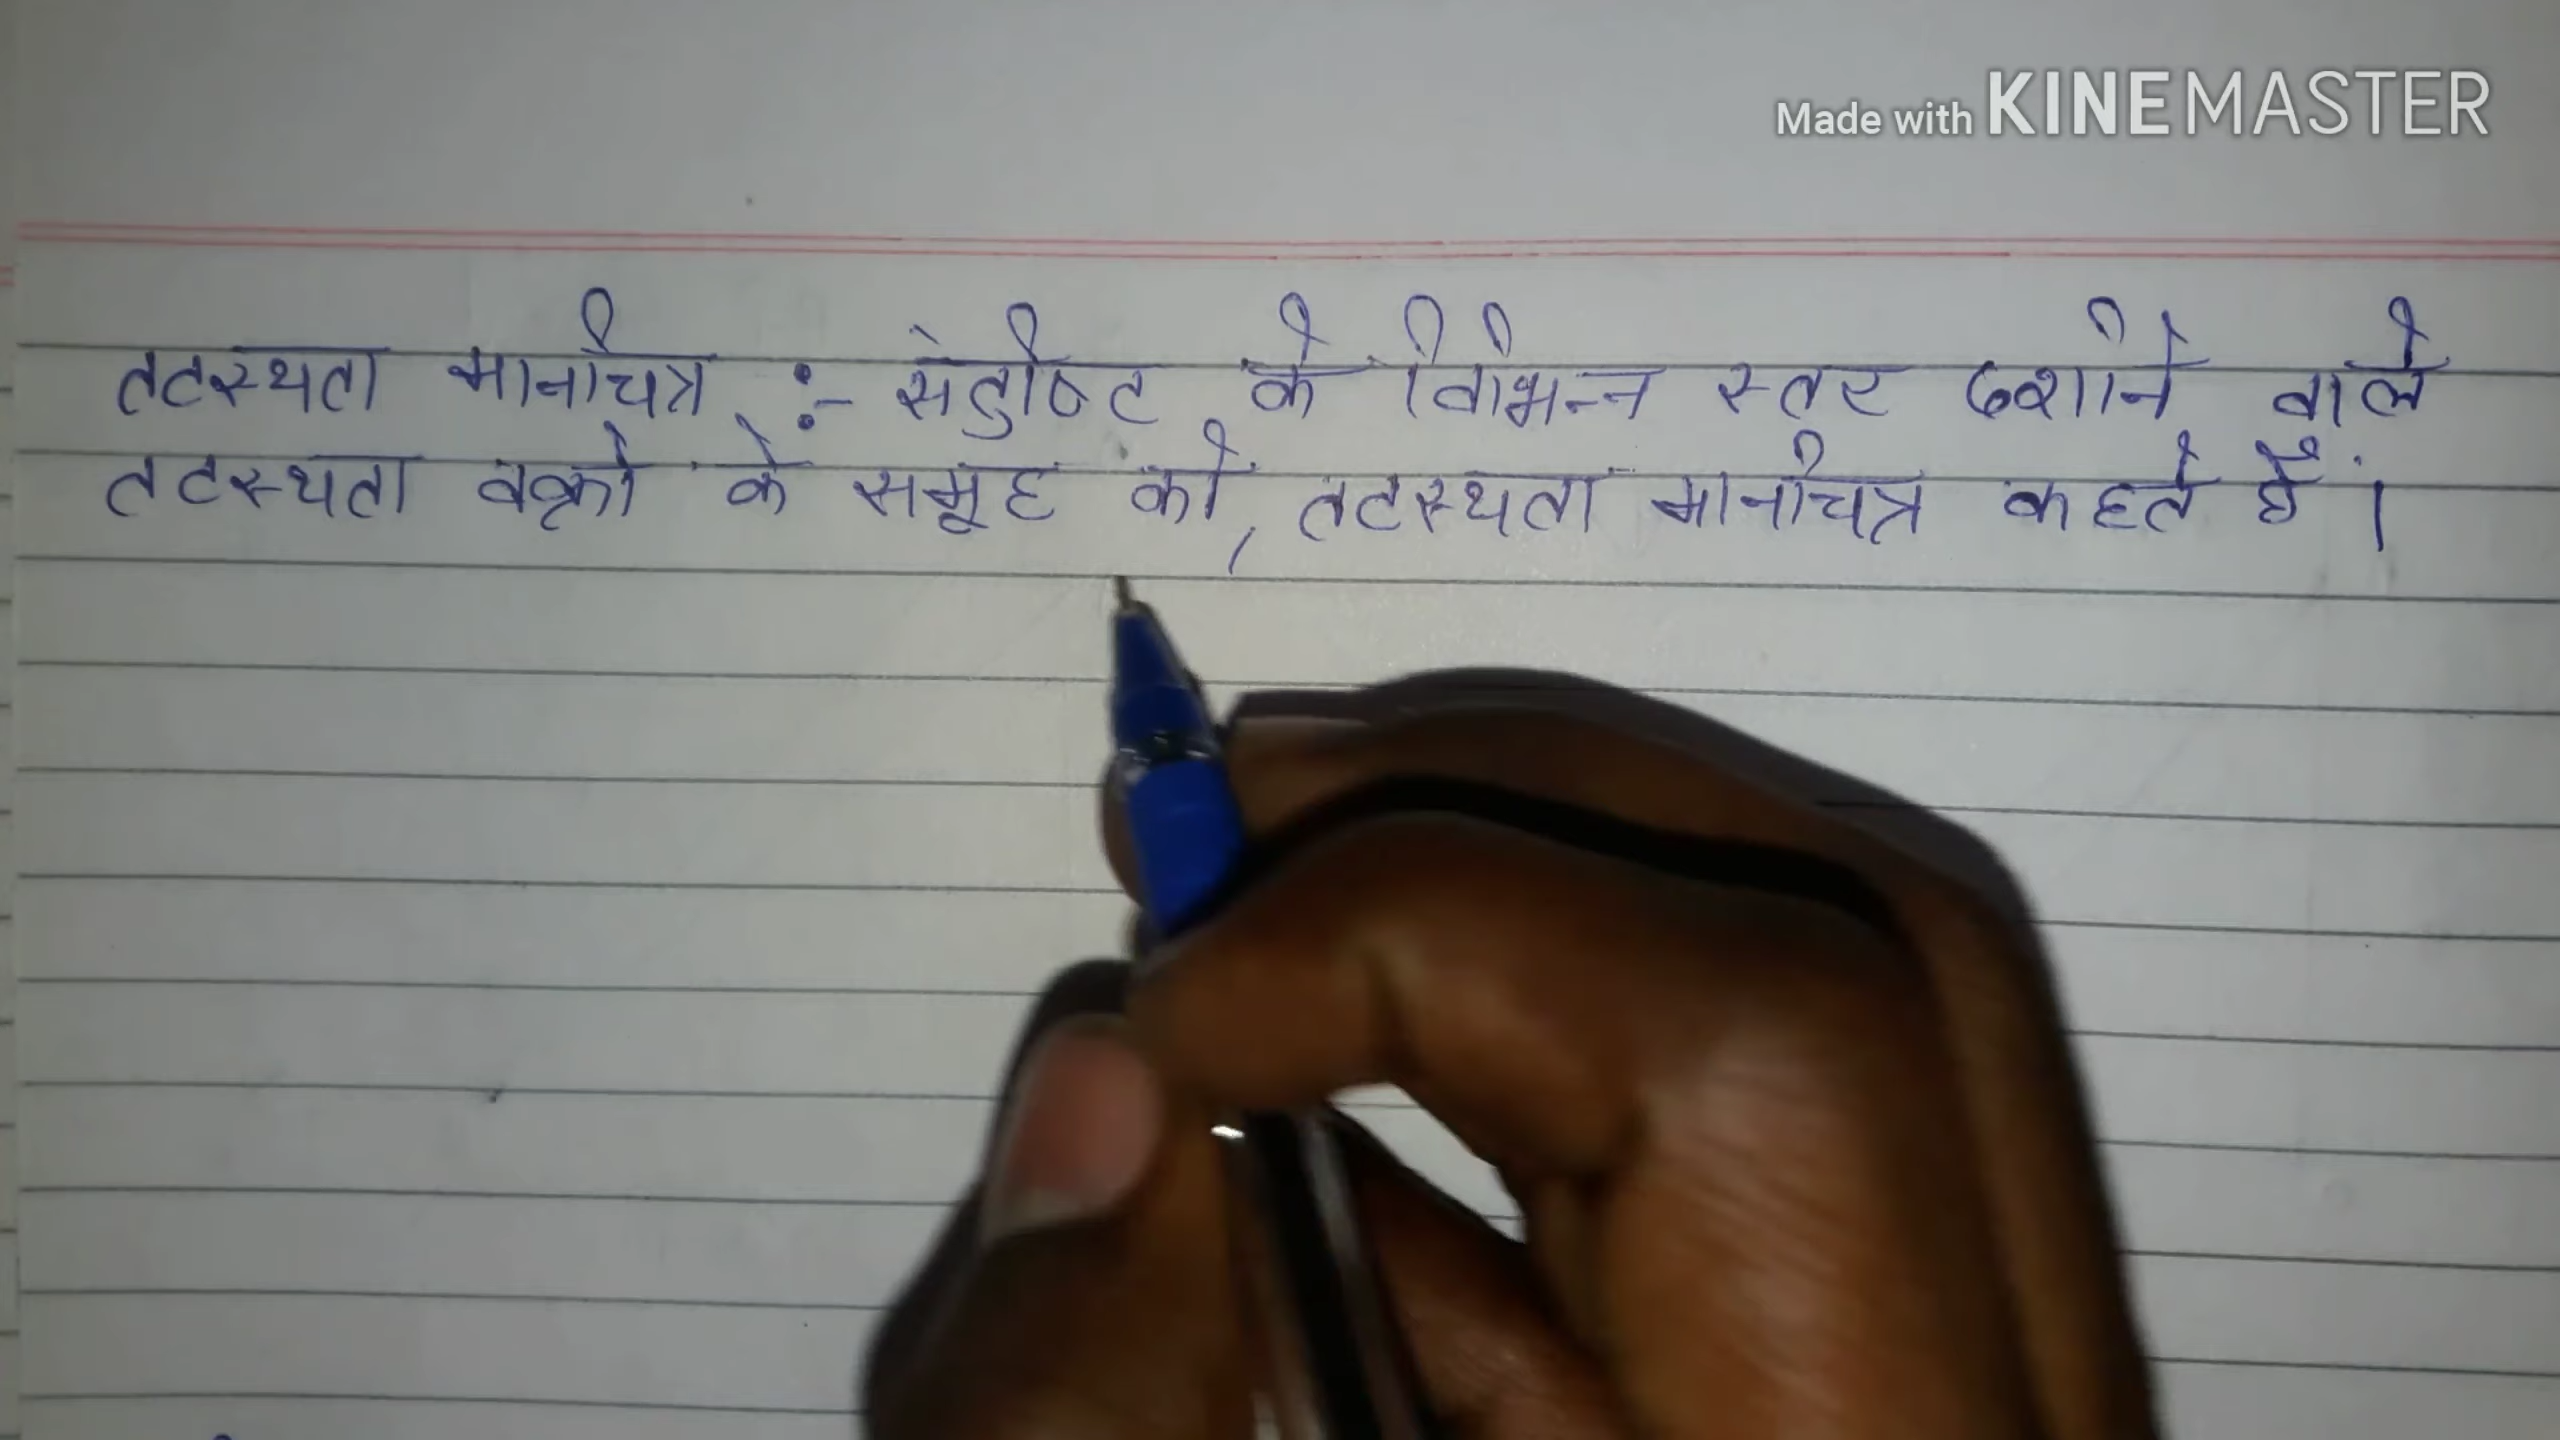 Made with KINEMASTER
तटस्थता मानचित्र :- संतुष्टि के विभिन्न स्तर दर्शाने वाले
तटस्थता वक्रो के समूह को, तटस्थता मानचित्र कहते हैं।